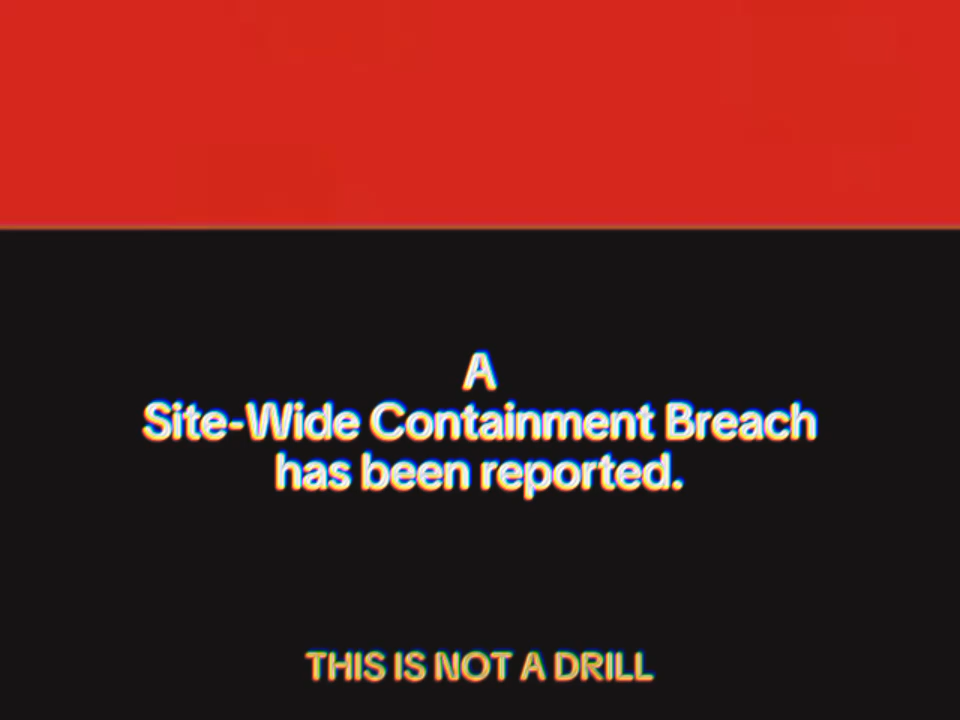 A
Site-Wide Containment Breach
has been reported.
THIS IS NOT A DRILL